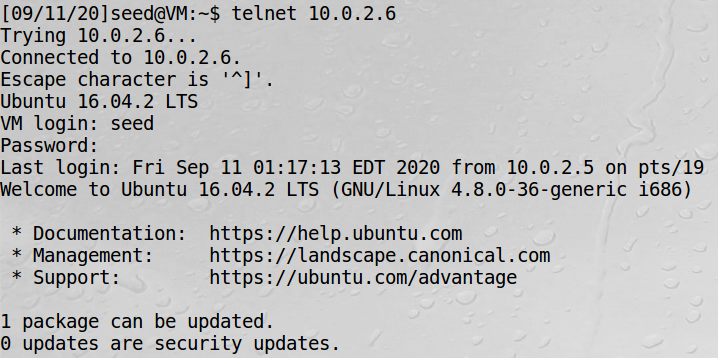 [09/11/20]seed@VM:~$ telnet 10.0.2.6
Trying 10.0.2.6...
Connected to 10.0.2.6.
Escape character is '^]'.
Ubuntu 16.04.2 LTS
VM login: seed
Password:
Last login: Fri Sep 11 01:17:13 EDT 2020 from 10.0.2.5 on pts/19
Welcome to Ubuntu 16.04.2 LTS (GNU/Linux 4.8.0-36-generic i686)
* Documentation:  https://help.ubuntu.com
* Management:     https://landscape.canonical.com
* Support:        https://ubuntu.com/advantage
1 package can be updated.
0 updates are security updates.